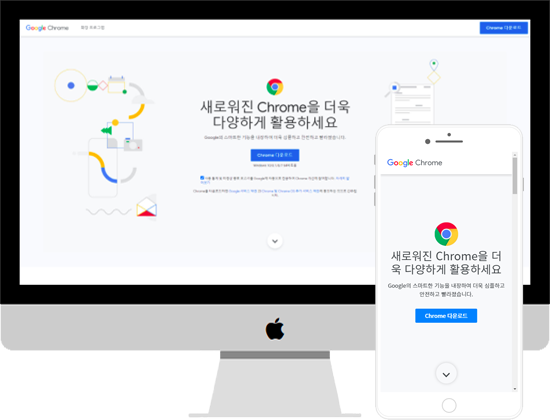 Google Chrome
확장 프로그램
Chrome 다운로드
새로워진 Chrome을 더욱
다양하게 활용하세요
Google의 스마트한 기능을 내장하여 더욱 심플하고 안전하고 빨라졌습니다.
Chrome 다운로드
Google Chrome
새로워진 Chrome을 더
욱 다양하게 활용하세요
Google의 스마트한 기능을 내장하여 더욱 심플하고
안전하고 빨라졌습니다.
Chrome 다운로드